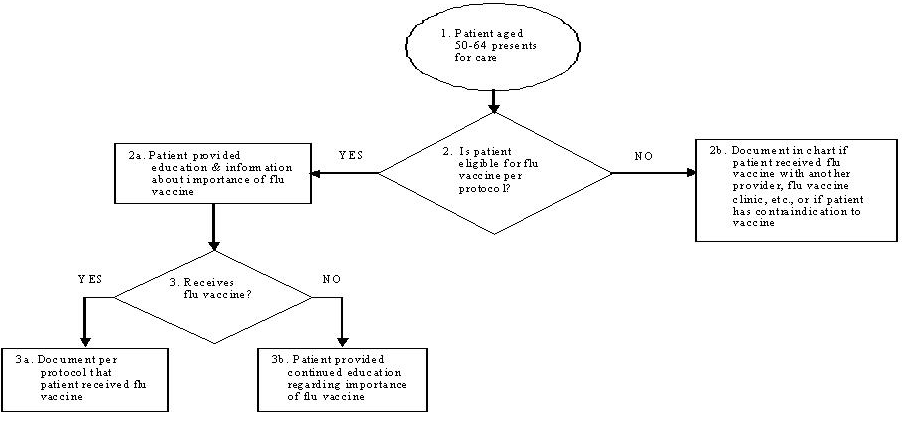 1. Patient aged
50-64 presents
for care
2. Is patient
eligible for flu
vaccine per
protocol?
YES
NO
2a. Patient provided
education & information
about importance of flu
vaccine
2b. Document in chart if
patient received flu
vaccine with another
provider, flu vaccine
clinic, etc., or if patient
has contraindication to
vaccine
3. Receives
flu vaccine?
YES
NO
3a. Document per
protocol that
patient received flu
vaccine
3b. Patient provided
continued education
regarding importance
of flu vaccine